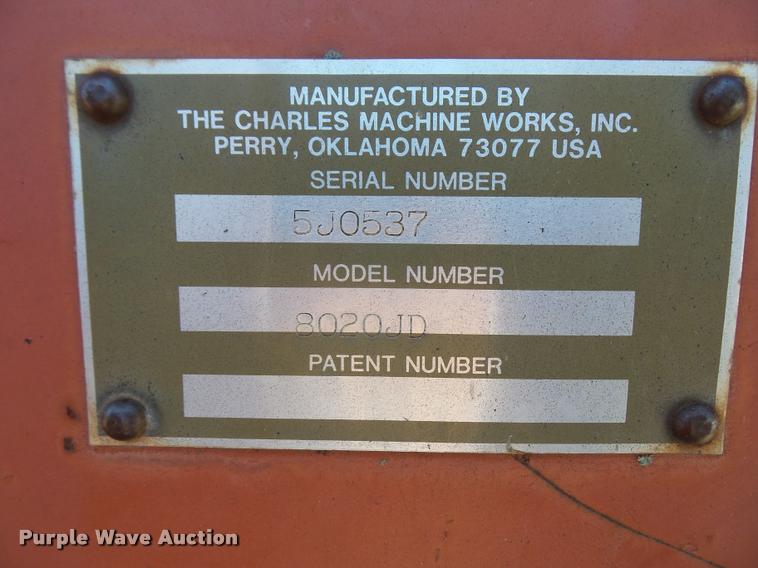 MANUFACTURED BY
THE CHARLES MACHINE WORKS, INC.
PERRY, OKLAHOMA 73077 USA
SERIAL NUMBER
5J0537
MODEL NUMBER
8020JD
PATENT NUMBER
Purple Wave Auction®